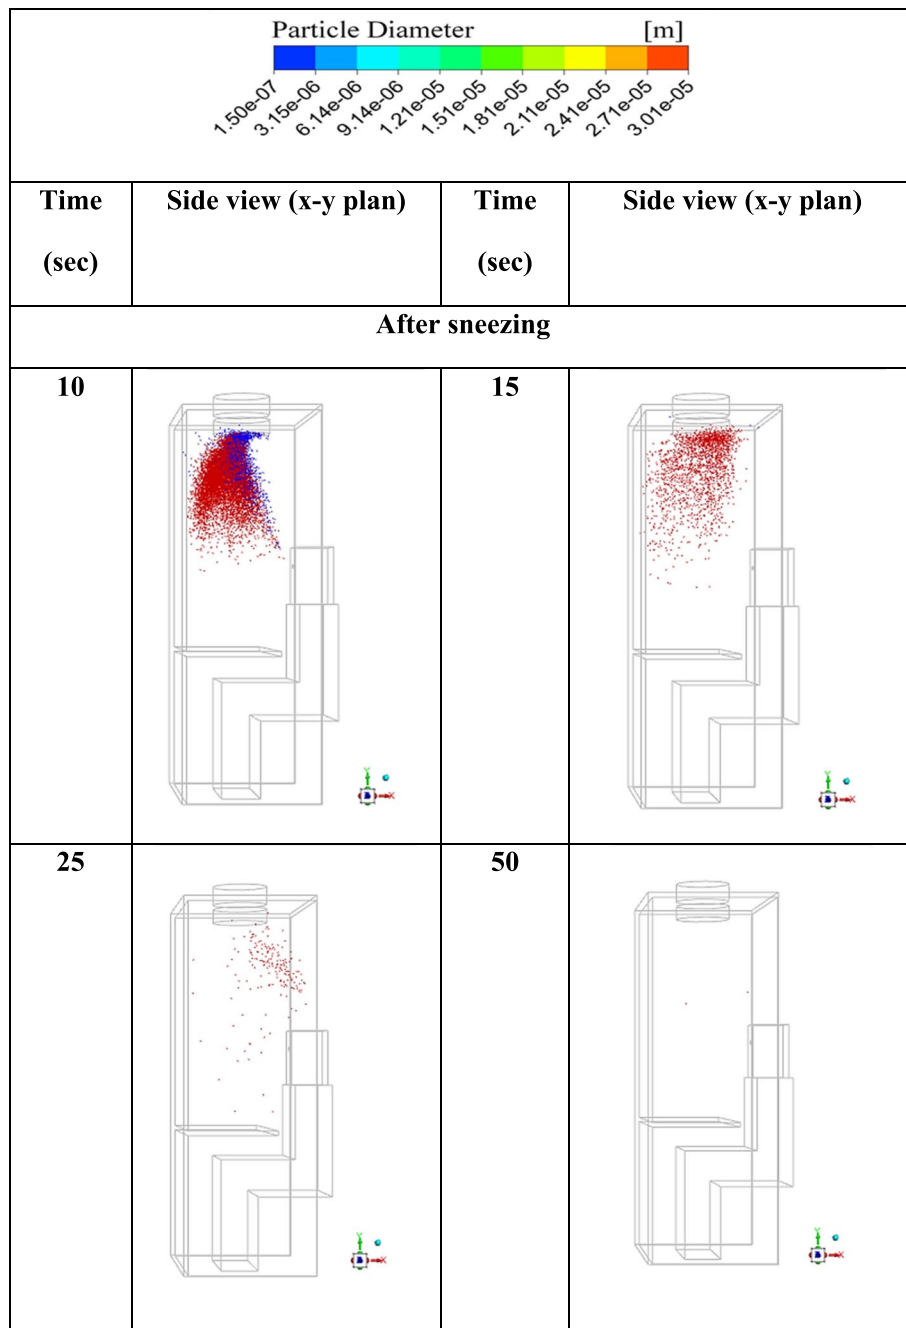 Particle Diameter [m]
1.50e-07 3.15e-06 6.14e-06 9.14e-06 1.21e-05 1.51e-05 1.81e-05 2.11e-05 2.41e-05 2.71e-05 3.01e-05
Time (sec)
Side view (x-y plan)
Time (sec)
Side view (x-y plan)
After sneezing
10
15
Y
X
Y
X
25
50
Y
X
Y
X